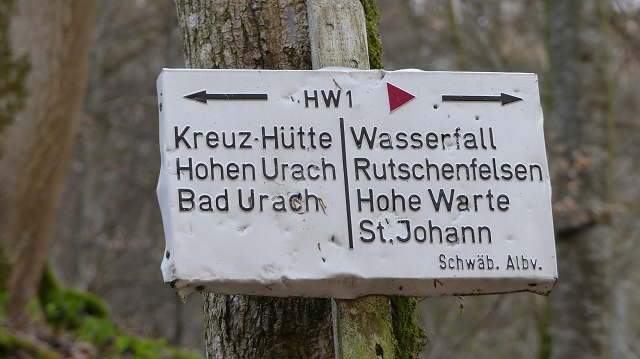 HW1
Kreuz-Hütte
Hohen Urach
Bad Urach
Wasserfall
Rutschenfelsen
Hohe Warte
St. Johann
Schwäb. Albv.